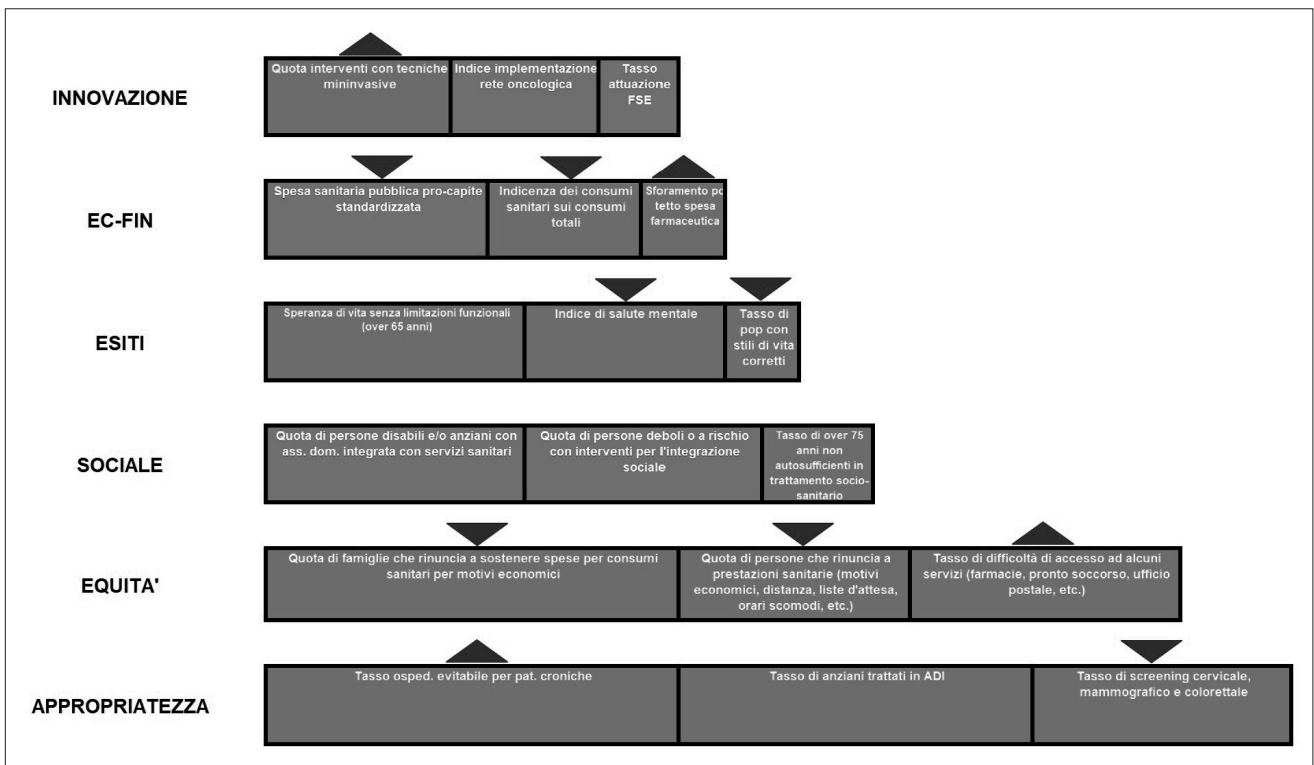 INNOVAZIONE
Quota interventi con tecniche
mininvasive
Indice implementazione
rete oncologica
Tasso
attuazione
FSE
EC-FIN
Spesa sanitaria pubblica pro-capite
standardizzata
Indicenza dei consumi
sanitari sui consumi
totali
Sforamento pc
tetto spesa
farmaceutica
ESITI
Speranza di vita senza limitazioni funzionali
(over 65 anni)
Indice di salute mentale
Tasso di
pop con
stili di vita
corretti
SOCIALE
Quota di persone disabili e/o anziani con
ass. dom. integrata con servizi sanitari
Quota di persone deboli o a rischio
con interventi per l'integrazione
sociale
Tasso di over 75
anni non
autosufficienti in
trattamento socio-
sanitario
EQUITA'
Quota di famiglie che rinuncia a sostenere spese per consumi
sanitari per motivi economici
Quota di persone che rinuncia a
prestazioni sanitarie (motivi
economici, distanza, liste d'attesa,
orari scomodi, etc.)
Tasso di difficoltà di accesso ad alcuni
servizi (farmacie, pronto soccorso, ufficio
postale, etc.)
APPROPRIATEZZA
Tasso osped. evitabile per pat. croniche
Tasso di anziani trattati in ADI
Tasso di screening cervicale,
mammografico e colorettale